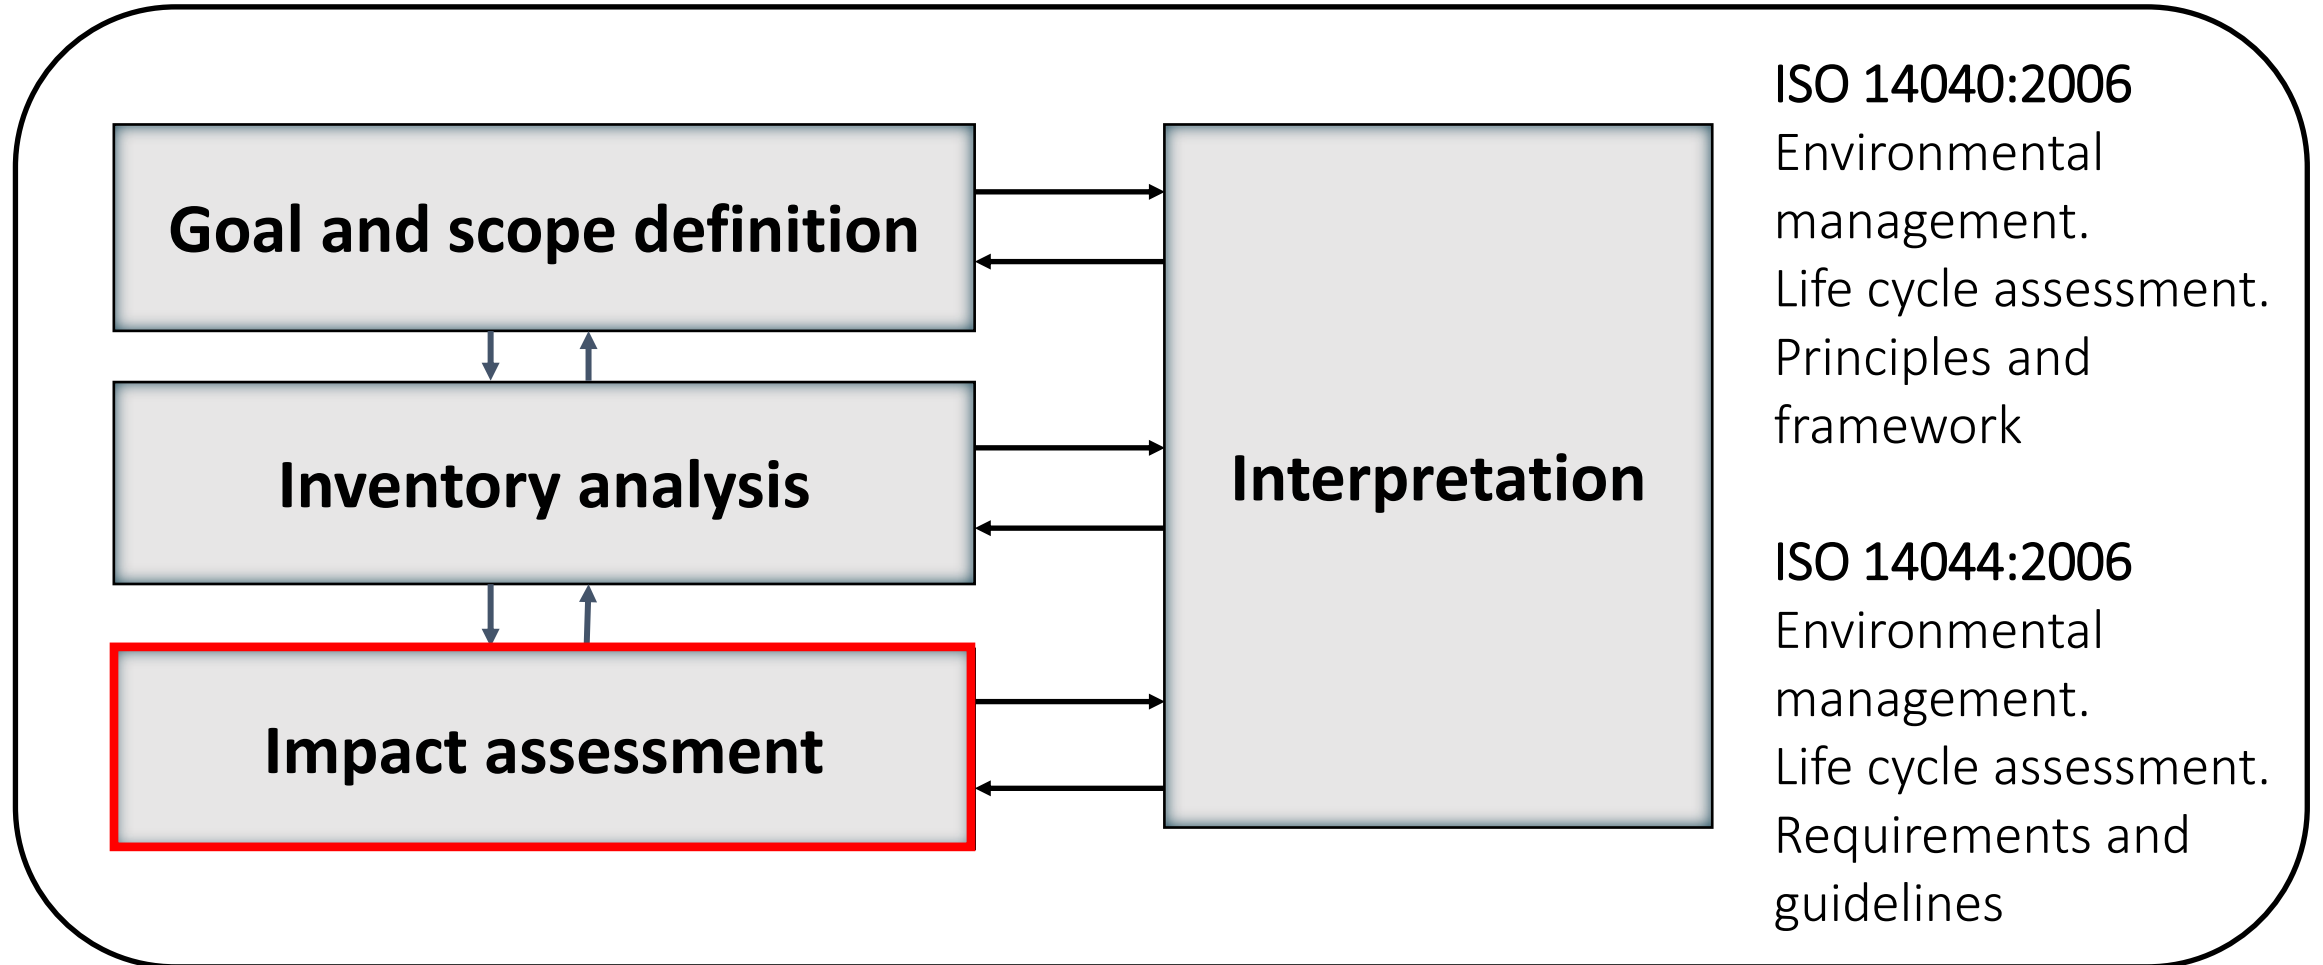 Goal and scope definition
Inventory analysis
Impact assessment
Interpretation
ISO 14040:2006
Environmental
management.
Life cycle assessment.
Principles and
framework
ISO 14044:2006
Environmental
management.
Life cycle assessment.
Requirements and
guidelines